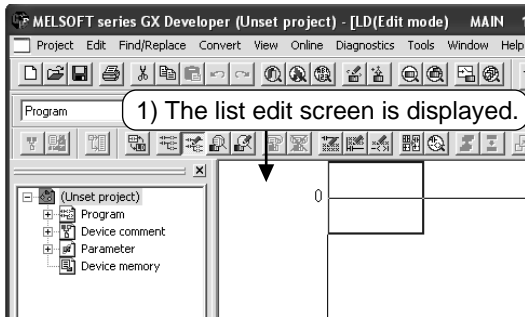 MELSOFT series GX Developer (Unset project) - [LD(Edit mode) MAIN
Project Edit Find/Replace Convert View Online Diagnostics Tools Window Help
Program
1) The list edit screen is displayed.
(Unset project)
Program
Device comment
Parameter
Device memory
0